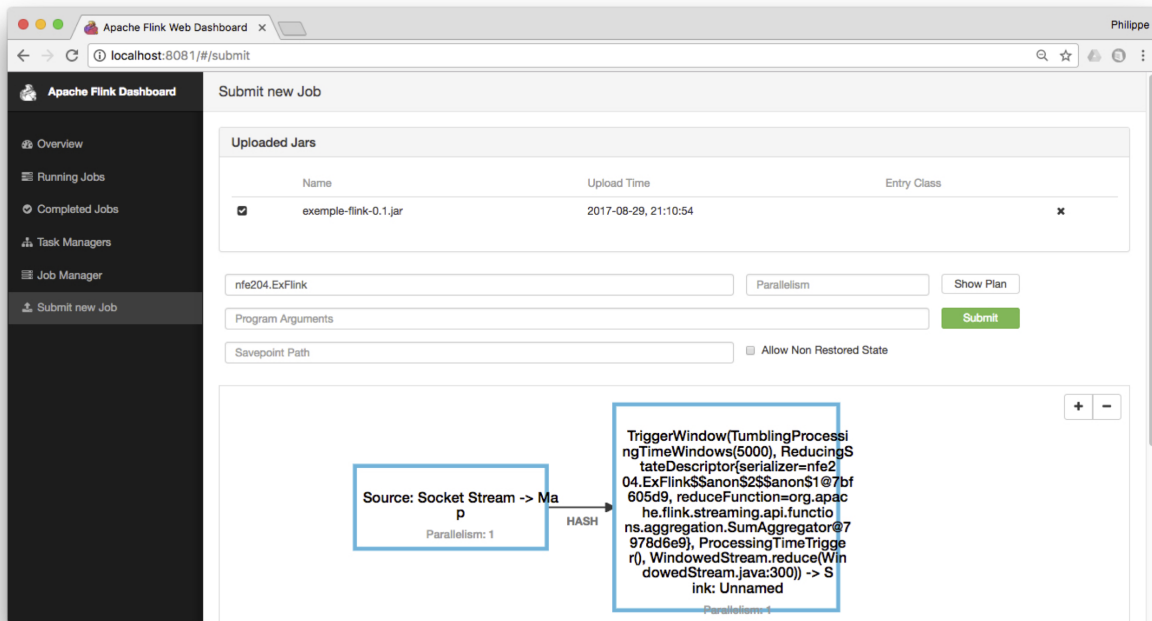 Apache Flink Web Dashboard
Philippe
localhost:8081/#/submit
Apache Flink Dashboard
Submit new Job
Overview
Running Jobs
Completed Jobs
Task Managers
Job Manager
Submit new Job
Uploaded Jars
Name Upload Time Entry Class
exemple-flink-0.1.jar 2017-08-29, 21:10:54
nfe204.ExFlink Parallelism Show Plan
Program Arguments Submit
Savepoint Path Allow Non Restored State
+ −
Source: Socket Stream -> Ma
p
Parallelism: 1
HASH
TriggerWindow(TumblingProcessi
ngTimeWindows(5000), ReducingS
tateDescriptor{serializer=nfe2
04.ExFlink$$anon$2$$anon$1@7bf
605d9, reduceFunction=org.apac
he.flink.streaming.api.functio
ns.aggregation.SumAggregator@7
978d6e9}, ProcessingTimeTrigge
r(), WindowedStream.reduce(Win
dowedStream.java:300)) -> S
ink: Unnamed
Parallelism: 1